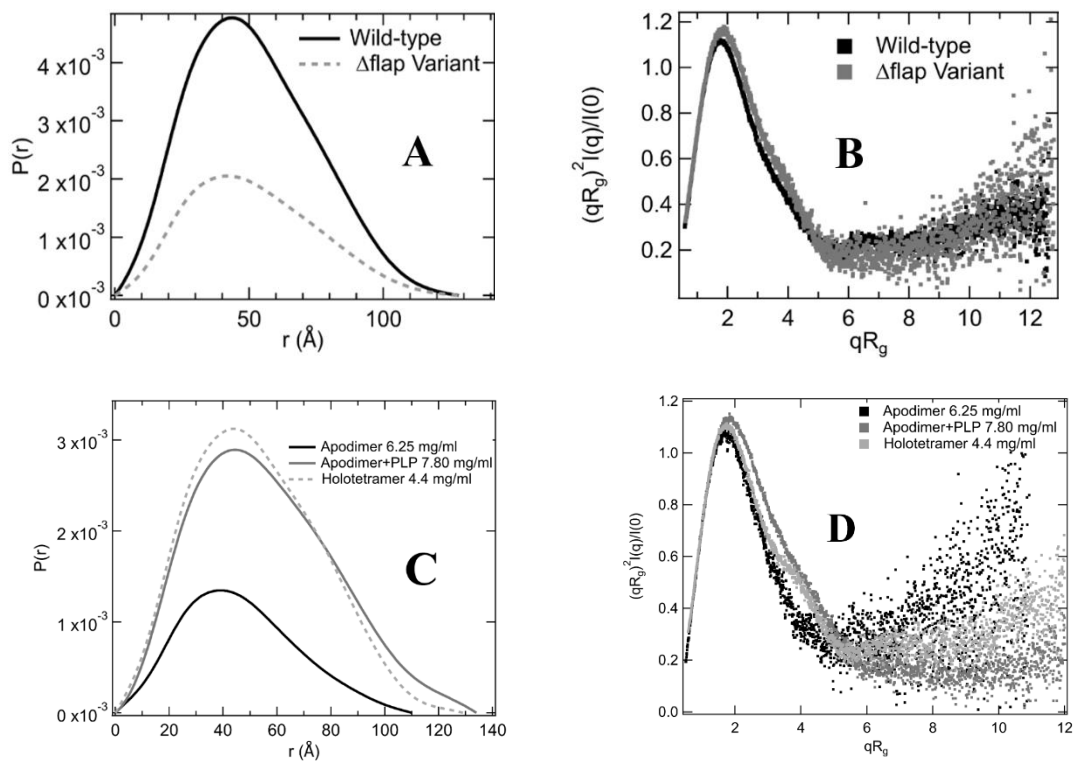 4 x10⁻³
3 x10⁻³
2 x10⁻³
1 x10⁻³
0 x10⁻³
P(r)
Wild-type
Δflap Variant
A
0
50
100
r (Å)
1.2
1.0
0.8
0.6
0.4
0.2
(qRg)²I(q)/I(0)
Wild-type
Δflap Variant
B
2
4
6
8
10
12
qRg
3 x10⁻³
2 x10⁻³
1 x10⁻³
0 x10⁻³
P(r)
Apodimer 6.25 mg/ml
Apodimer+PLP 7.80 mg/ml
Holotetramer 4.4 mg/ml
C
0
20
40
60
80
100
120
140
r (Å)
1.2
1.0
0.8
0.6
0.4
0.2
0.0
(qRg)²I(q)/I(0)
Apodimer 6.25 mg/ml
Apodimer+PLP 7.80 mg/ml
Holotetramer 4.4 mg/ml
D
0
2
4
6
8
10
12
qRg